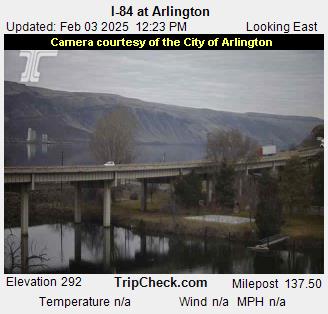 I-84 at Arlington
Updated: Feb 03 2025 12:23 PM Looking East
Camera courtesy of the City of Arlington
Elevation 292 TripCheck.com Milepost 137.50
Temperature n/a Wind n/a MPH n/a